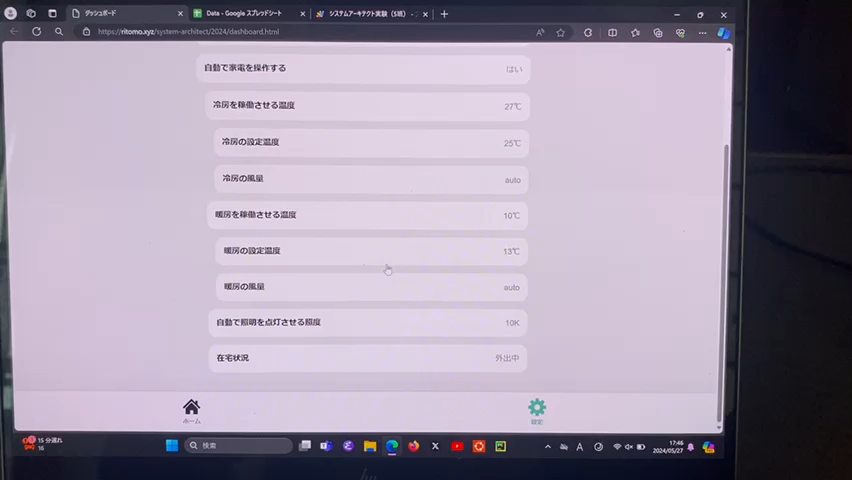 ダッシュボード
Data - Google スプレッドシート
システムアーキテクト実験（S班）
https://ritomo.xyz/system-architect/2024/dashboard.html
自動で家電を操作する はい
冷房を稼働させる温度 27℃
冷房の設定温度 25℃
冷房の風量 auto
暖房を稼働させる温度 10℃
暖房の設定温度 13℃
暖房の風量 auto
自動で照明を点灯させる照度 10K
在宅状況 外出中
ホーム
設定
15 分遅れ
16
検索
A
17:46
2024/05/27
hp